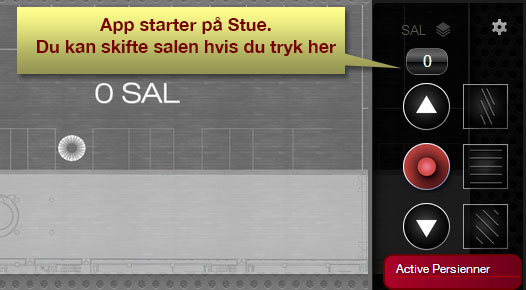 App starter på Stue.
Du kan skifte salen hvis du tryk her
SAL
0
0 SAL
Active Persienner